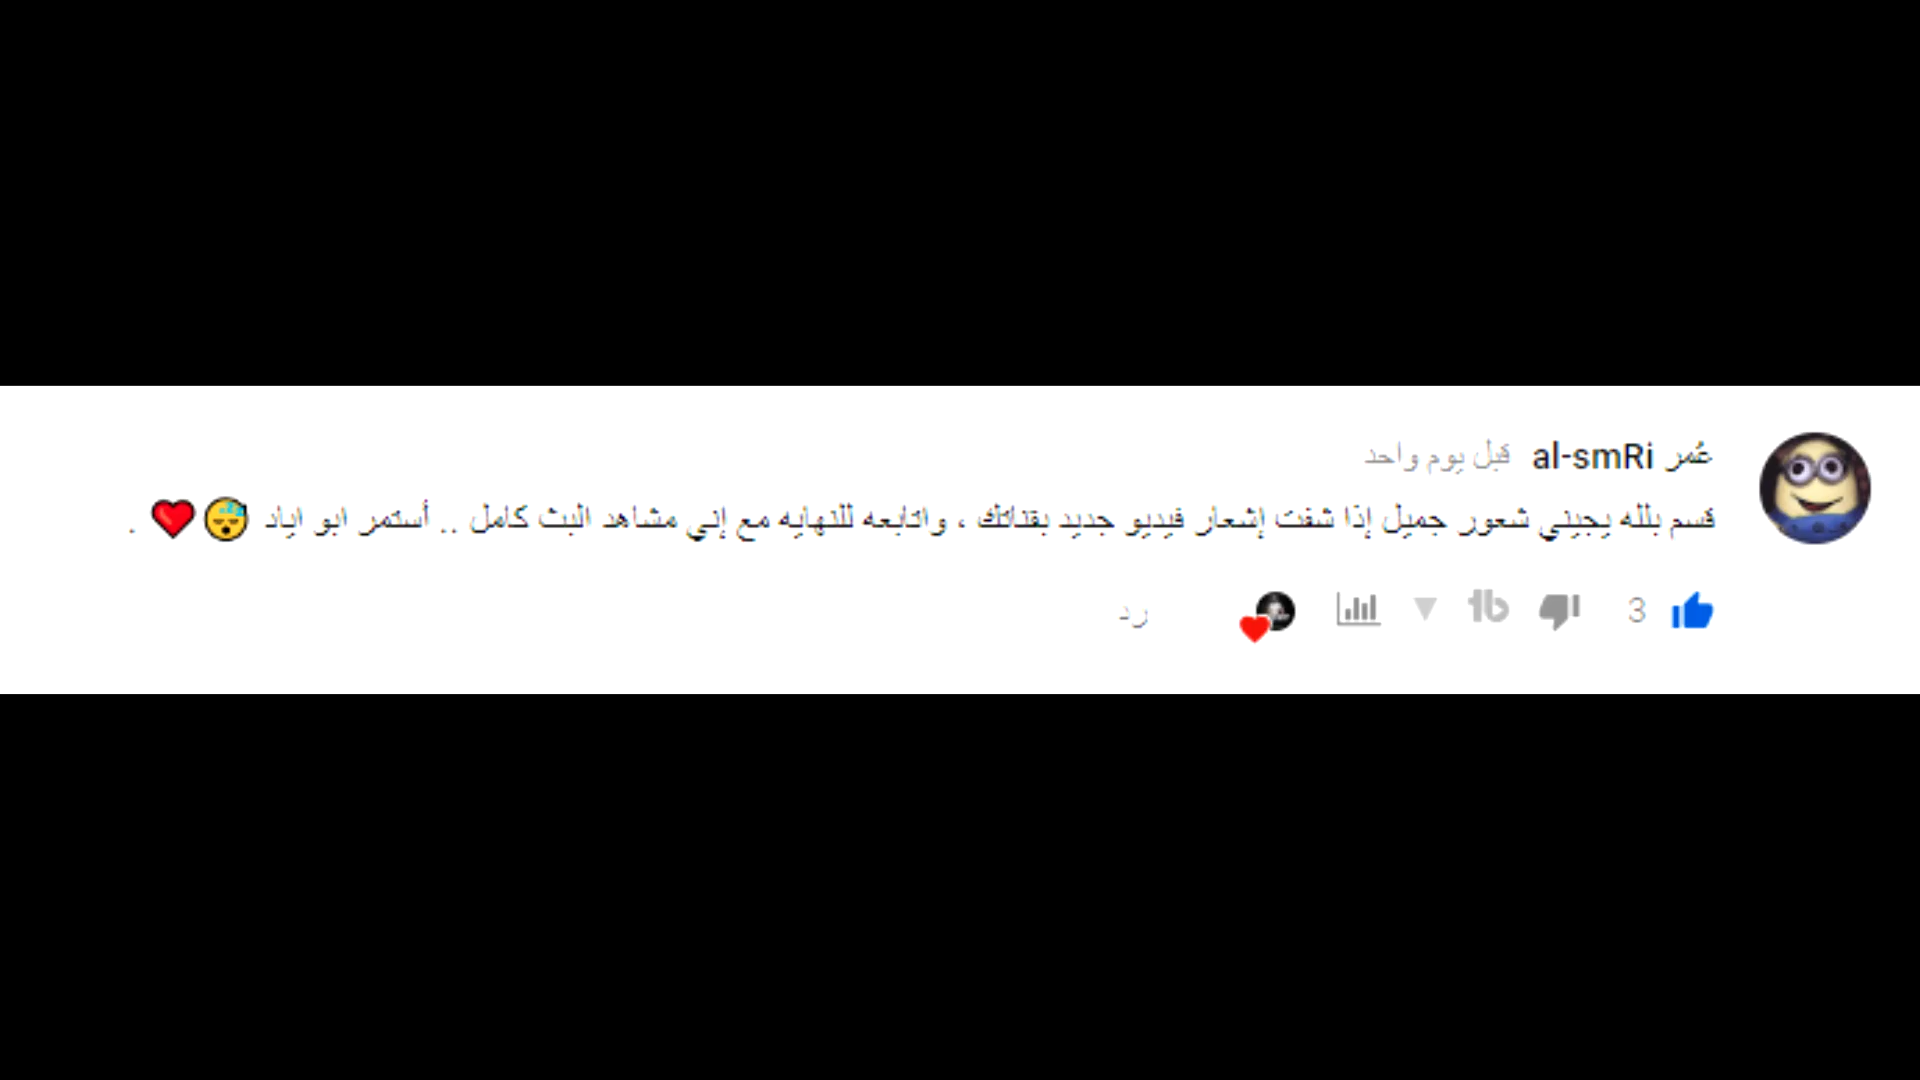 عُمر al-smRi قبل يوم واحد
قسم بلله يجيني شعور جميل إذا شفت إشعار فيديو جديد بقناتك ، واتابعه للنهايه مع إني مشاهد البث كامل .. أستمر ابو اياد 😴❤️ .
3 رد